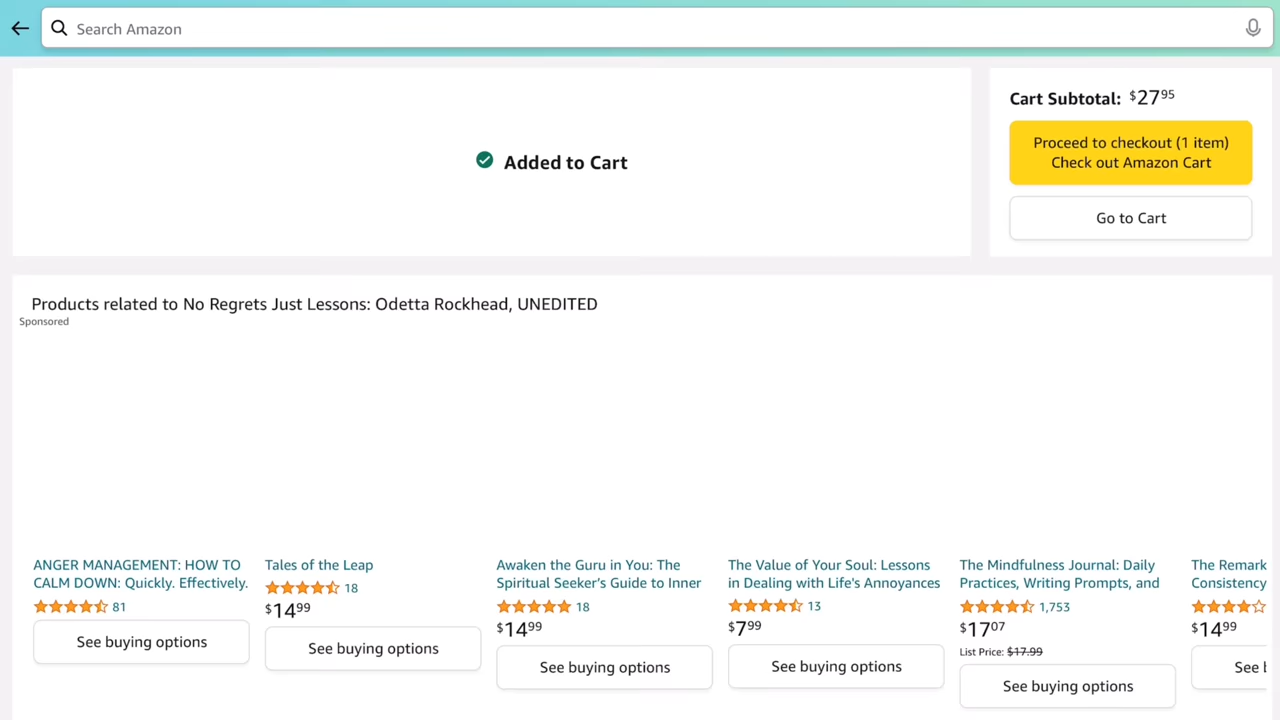 Search Amazon
Added to Cart
Cart Subtotal: $27.95
Proceed to checkout (1 item)
Check out Amazon Cart
Go to Cart
Products related to No Regrets Just Lessons: Odetta Rockhead, UNEDITED
Sponsored
ANGER MANAGEMENT: HOW TO
CALM DOWN: Quickly. Effectively.
81
See buying options
Tales of the Leap
18
$14.99
See buying options
Awaken the Guru in You: The
Spiritual Seeker's Guide to Inner
18
$14.99
See buying options
The Value of Your Soul: Lessons
in Dealing with Life's Annoyances
13
$7.99
See buying options
The Mindfulness Journal: Daily
Practices, Writing Prompts, and
1,753
$17.07
List Price: $17.99
See buying options
The Remark
Consistency
$14.99
See b